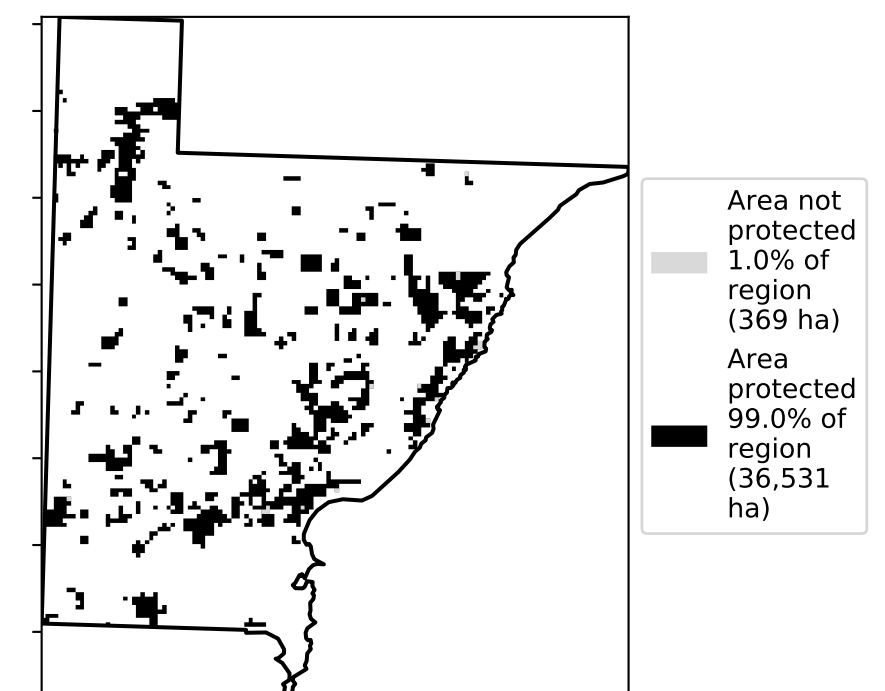 Area not
protected
1.0% of
region
(369 ha)
Area
protected
99.0% of
region
(36,531
ha)